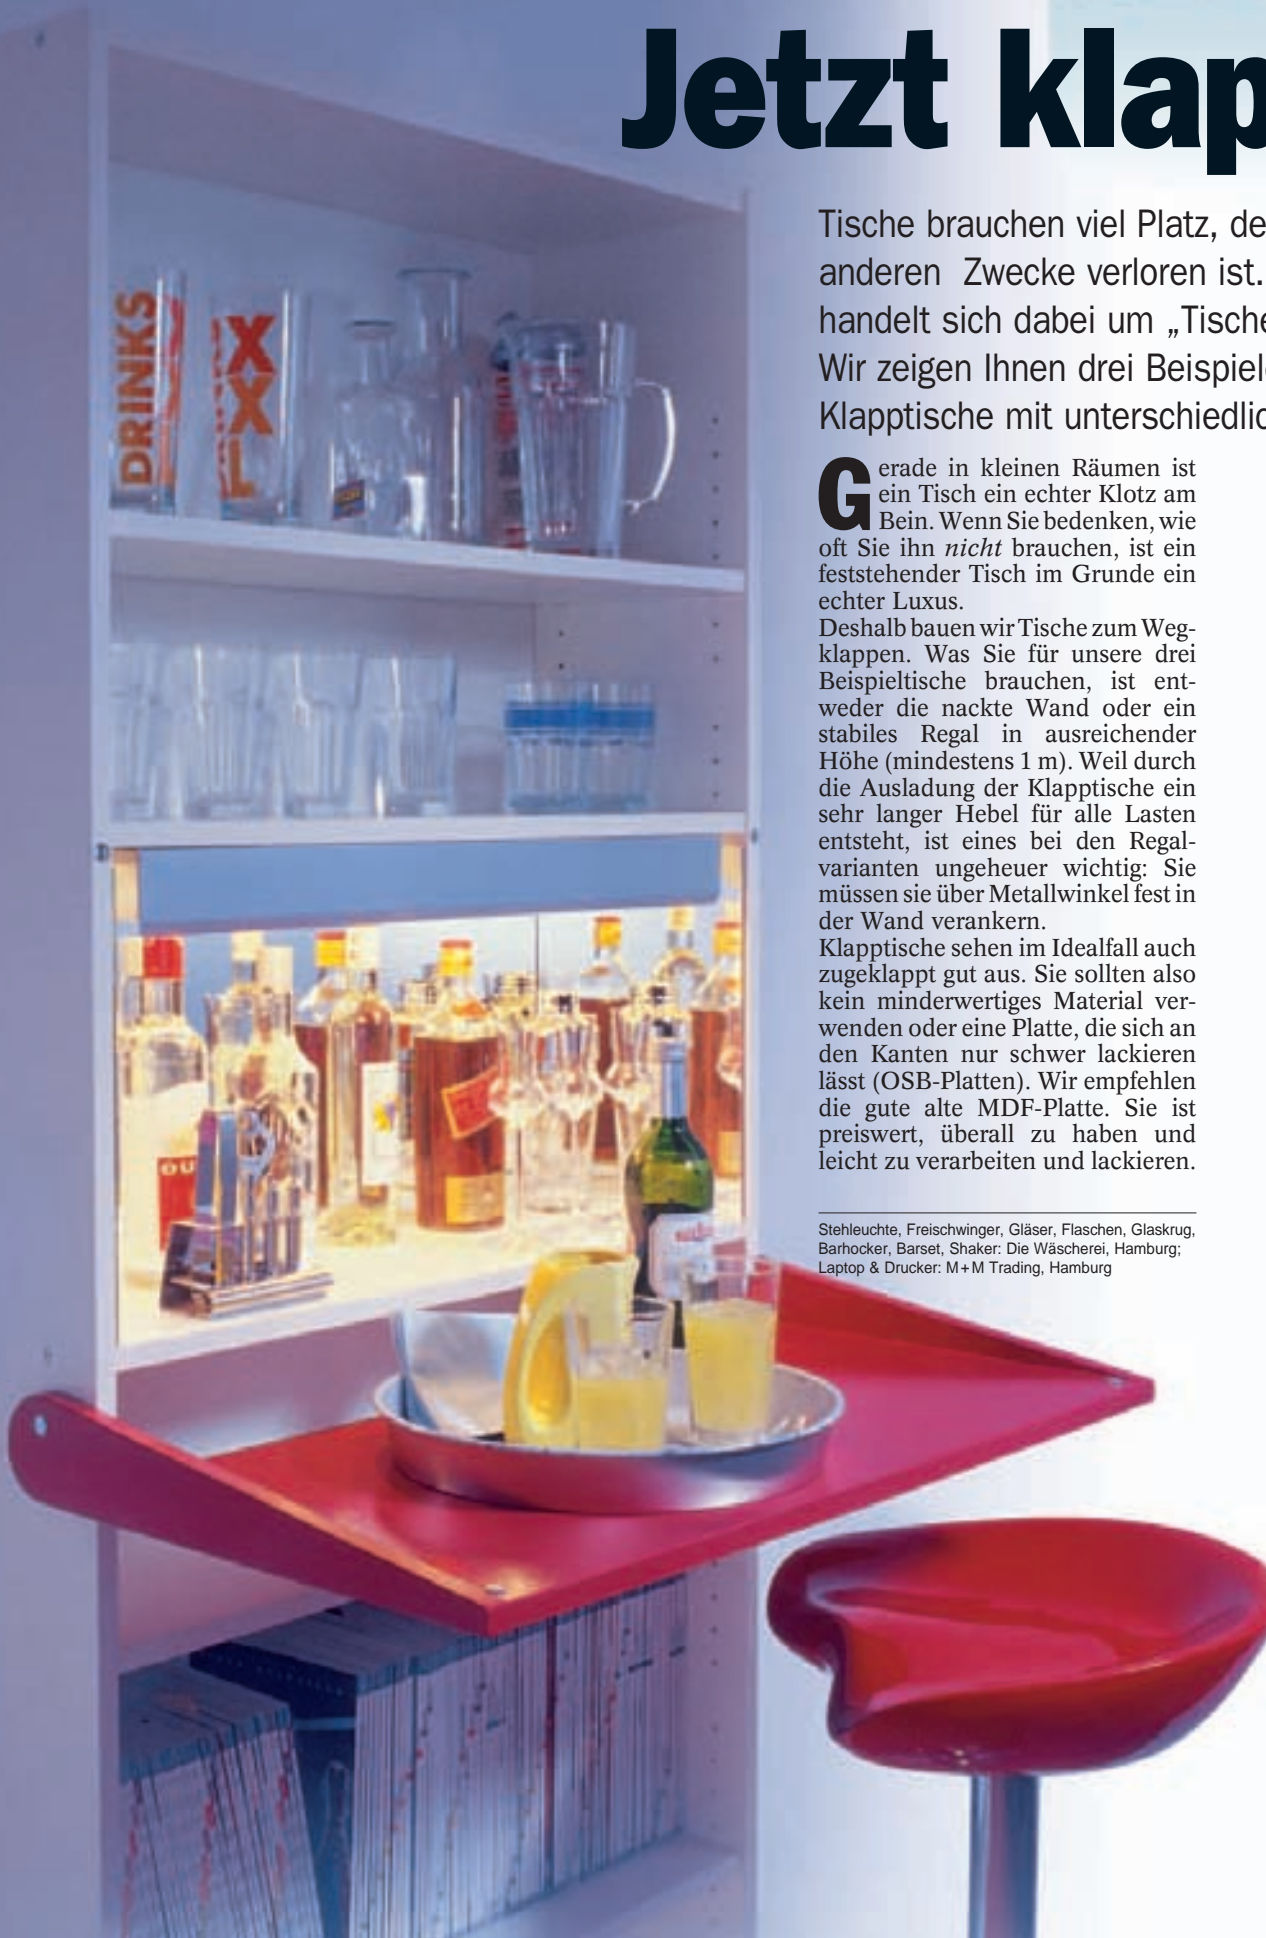 Jetzt klap
Tische brauchen viel Platz, de
anderen Zwecke verloren ist.
handelt sich dabei um „Tische
Wir zeigen Ihnen drei Beispiel
Klapptische mit unterschiedlic
Gerade in kleinen Räumen ist
ein Tisch ein echter Klotz am
Bein. Wenn Sie bedenken, wie
oft Sie ihn nicht brauchen, ist ein
feststehender Tisch im Grunde ein
echter Luxus.
Deshalb bauen wir Tische zum Weg-
klappen. Was Sie für unsere drei
Beispieltische brauchen, ist ent-
weder die nackte Wand oder ein
stabiles Regal in ausreichender
Höhe (mindestens 1 m). Weil durch
die Ausladung der Klapptische ein
sehr langer Hebel für alle Lasten
entsteht, ist eines bei den Regal-
varianten ungeheuer wichtig: Sie
müssen sie über Metallwinkel fest in
der Wand verankern.
Klapptische sehen im Idealfall auch
zugeklappt gut aus. Sie sollten also
kein minderwertiges Material ver-
wenden oder eine Platte, die sich an
den Kanten nur schwer lackieren
lässt (OSB-Platten). Wir empfehlen
die gute alte MDF-Platte. Sie ist
preiswert, überall zu haben und
leicht zu verarbeiten und lackieren.
Stehleuchte, Freischwinger, Gläser, Flaschen, Glaskrug,
Barhocker, Barset, Shaker: Die Wäscherei, Hamburg;
Laptop & Drucker: M+M Trading, Hamburg
DRINKS
XXL
OU